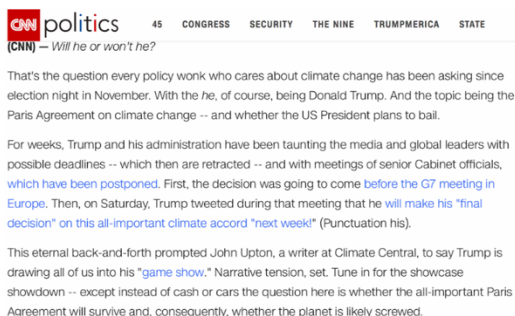 CNN politics 45 CONGRESS SECURITY THE NINE TRUMPMERICA STATE
(CNN) — Will he or won't he?
That's the question every policy wonk who cares about climate change has been asking since
election night in November. With the he, of course, being Donald Trump. And the topic being the
Paris Agreement on climate change -- and whether the US President plans to bail.
For weeks, Trump and his administration have been taunting the media and global leaders with
possible deadlines -- which then are retracted -- and with meetings of senior Cabinet officials,
which have been postponed. First, the decision was going to come before the G7 meeting in
Europe. Then, on Saturday, Trump tweeted during that meeting that he will make his "final
decision" on this all-important climate accord "next week!" (Punctuation his).
This eternal back-and-forth prompted John Upton, a writer at Climate Central, to say Trump is
drawing all of us into his "game show." Narrative tension, set. Tune in for the showcase
showdown -- except instead of cash or cars the question here is whether the all-important Paris
Agreement will survive and, consequently, whether the planet is likely screwed.